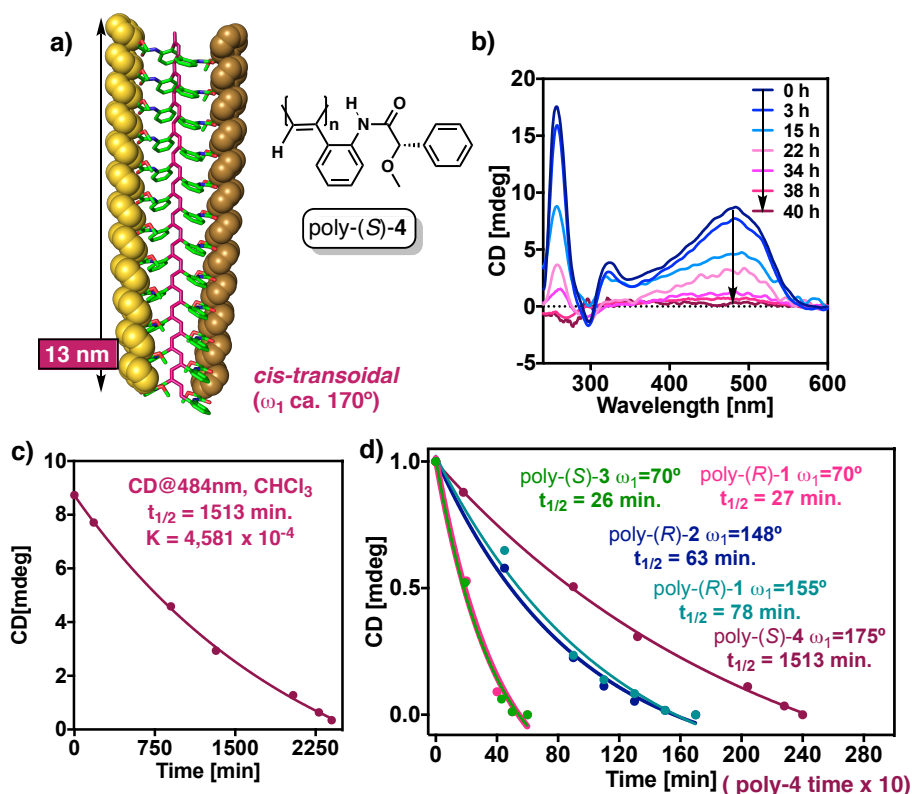 a)
13 nm
cis-transoidal
(ω1 ca. 170º)
H
n
H
N
O
O
poly-(S)-4
b)
CD [mdeg]
20
15
10
5
0
-5
300
400
500
600
Wavelength [nm]
0 h
3 h
15 h
22 h
34 h
38 h
40 h
c)
CD[mdeg]
10
8
6
4
2
0
0
750
1500
2250
Time [min]
CD@484nm, CHCl3
t1/2 = 1513 min.
K = 4,581 x 10-4
d)
CD [mdeg]
1.0
0.5
0.0
0
40
80
120
160
200
240
280
Time [min]
( poly-4 time x 10)
poly-(S)-3 ω1=70º
t1/2 = 26 min.
poly-(R)-1 ω1=70º
t1/2 = 27 min.
poly-(R)-2 ω1=148º
t1/2 = 63 min.
poly-(R)-1 ω1=155º
t1/2 = 78 min.
poly-(S)-4 ω1=175º
t1/2 = 1513 min.